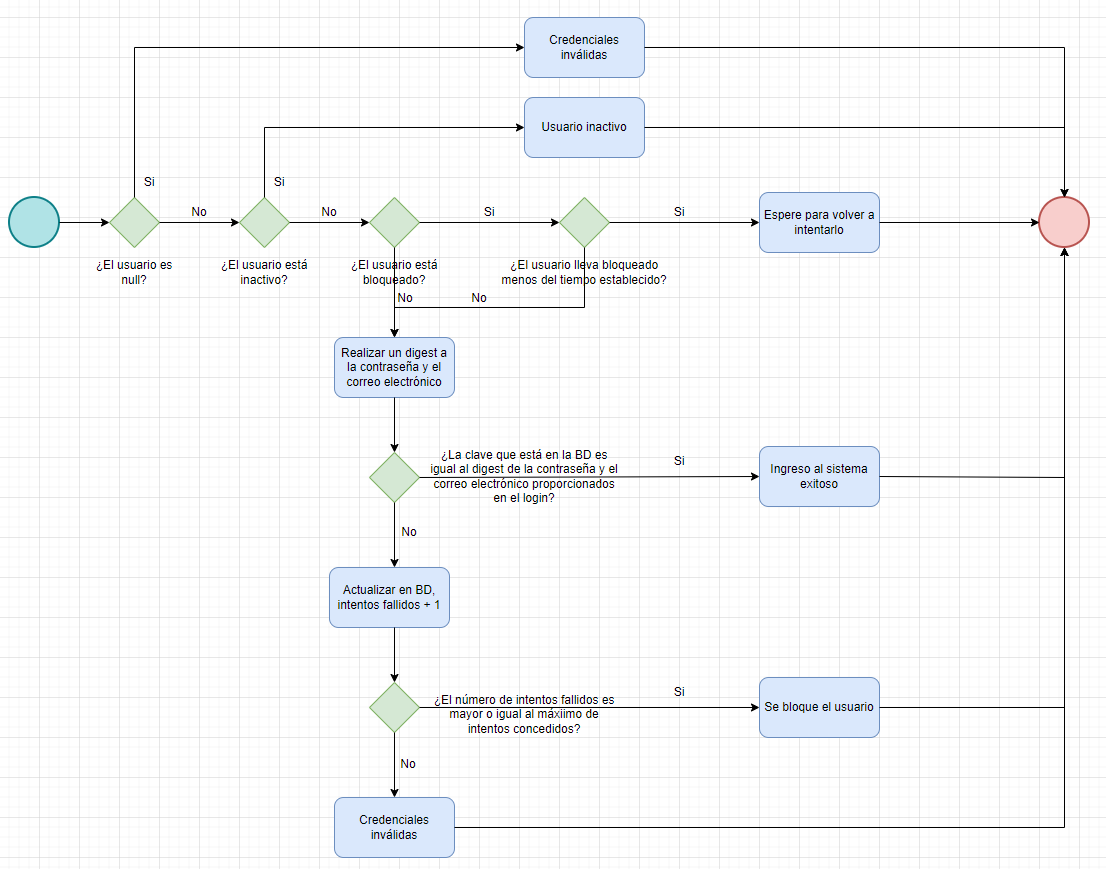 Credenciales
inválidas
Usuario inactivo
Si
Si
No
No
Si
Si
Espere para volver a
intentarlo
¿El usuario es
null?
¿El usuario está
inactivo?
¿El usuario está
bloqueado?
¿El usuario lleva bloqueado
menos del tiempo establecido?
No
No
Realizar un digest a
la contraseña y el
correo electrónico
¿La clave que está en la BD es
igual al digest de la contraseña y el
correo electrónico proporcionados
en el login?
Si
Ingreso al sistema
exitoso
No
Actualizar en BD,
intentos fallidos + 1
¿El número de intentos fallidos es
mayor o igual al máxiimo de
intentos concedidos?
Si
Se bloque el usuario
No
Credenciales
inválidas